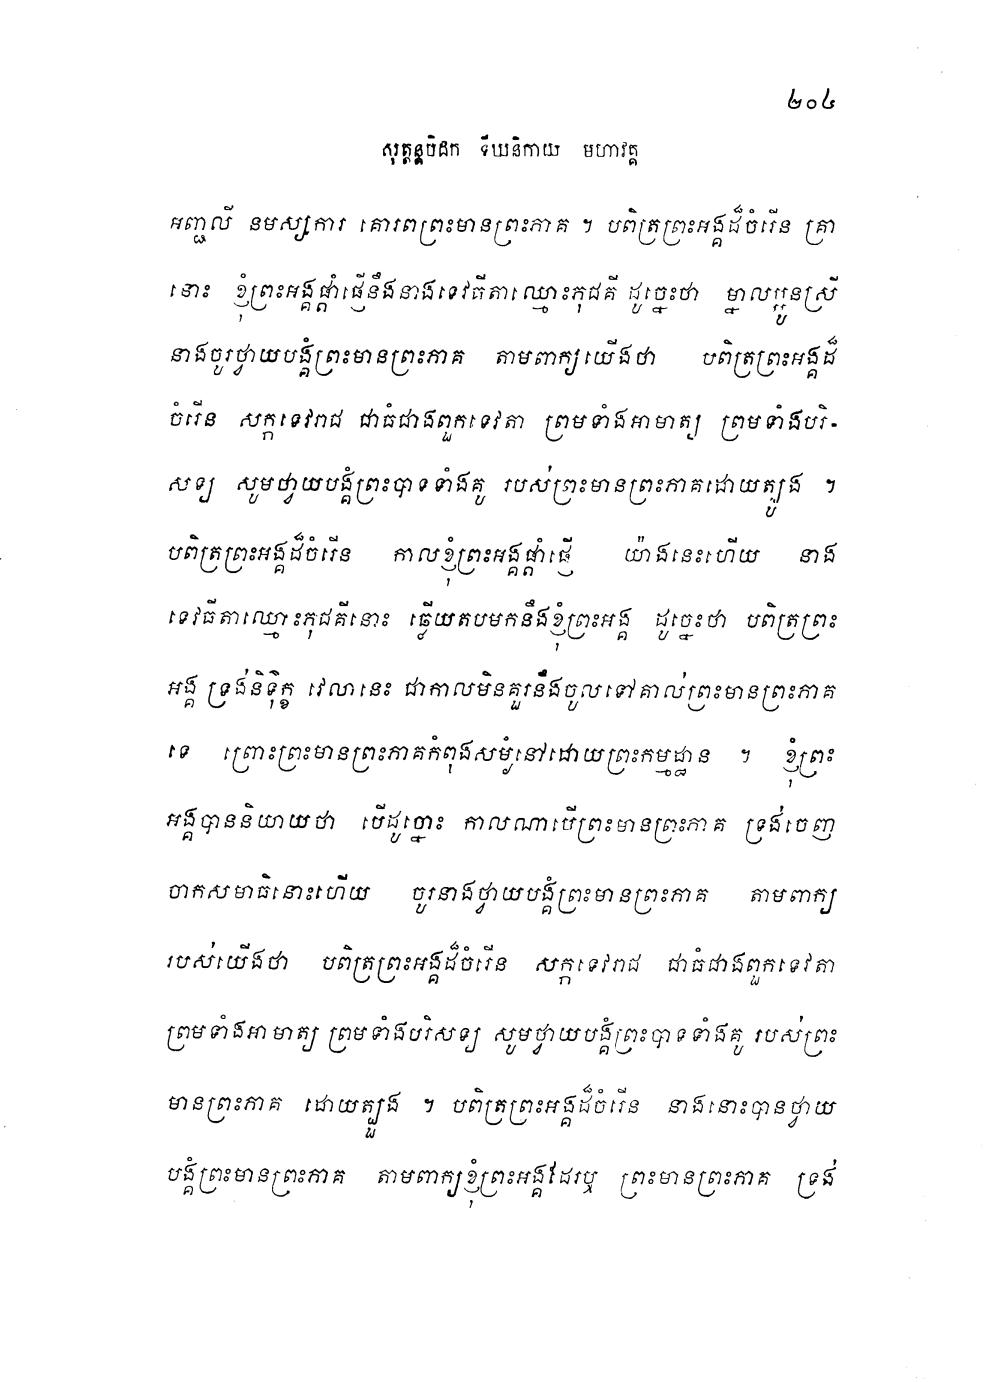 ២០៤
សុត្តន្តបិដក ទីឃនិកាយ មហាវគ្គ
អញ្ជលី នមស្សការ គោរពព្រះមានព្រះភាគ ។ បពិត្រព្រះអង្គដ៏ចំរើន គ្រា
នោះ ខ្ញុំព្រះអង្គផ្តាំផ្ញើនឹងនាងទេវធីតាឈ្មោះភុជគី ដូច្នេះថា ម្នាលប្អូនស្រី
នាងចូរថ្វាយបង្គំព្រះមានព្រះភាគ តាមពាក្យយើងថា បពិត្រព្រះអង្គដ៏
ចំរើន សក្កទេវរាជ ជាធំជាងពួកទេវតា ព្រមទាំងអាមាត្យ ព្រមទាំងបរិ-
សទ្យ សូមថ្វាយបង្គំព្រះបាទទាំងគូ របស់ព្រះមានព្រះភាគដោយត្បូង ។
បពិត្រព្រះអង្គដ៏ចំរើន កាលខ្ញុំព្រះអង្គផ្តាំផ្ញើ យ៉ាងនេះហើយ នាង
ទេវធីតាឈ្មោះភុជគីនោះ ឆ្លើយតបមកនឹងខ្ញុំព្រះអង្គ ដូច្នេះថា បពិត្រព្រះ
អង្គ ទ្រង់និទ្ទុក្ខ វេលានេះ ជាកាលមិនគួរនឹងចូលទៅគាល់ព្រះមានព្រះភាគ
ទេ ព្រោះព្រះមានព្រះភាគកំពុងសម្ងំនៅដោយព្រះកម្មដ្ឋាន ។ ខ្ញុំព្រះ
អង្គបាននិយាយថា បើដូច្នោះ កាលណាបើព្រះមានព្រះភាគ ទ្រង់ចេញ
ចាកសមាធិនោះហើយ ចូរនាងថ្វាយបង្គំព្រះមានព្រះភាគ តាមពាក្យ
របស់យើងថា បពិត្រព្រះអង្គដ៏ចំរើន សក្កទេវរាជ ជាធំជាងពួកទេវតា
ព្រមទាំងអាមាត្យ ព្រមទាំងបរិសទ្យ សូមថ្វាយបង្គំព្រះបាទទាំងគូ របស់ព្រះ
មានព្រះភាគ ដោយត្បូង ។ បពិត្រព្រះអង្គដ៏ចំរើន នាងនោះបានថ្វាយ
បង្គំព្រះមានព្រះភាគ តាមពាក្យខ្ញុំព្រះអង្គដែរឬ ព្រះមានព្រះភាគ ទ្រង់